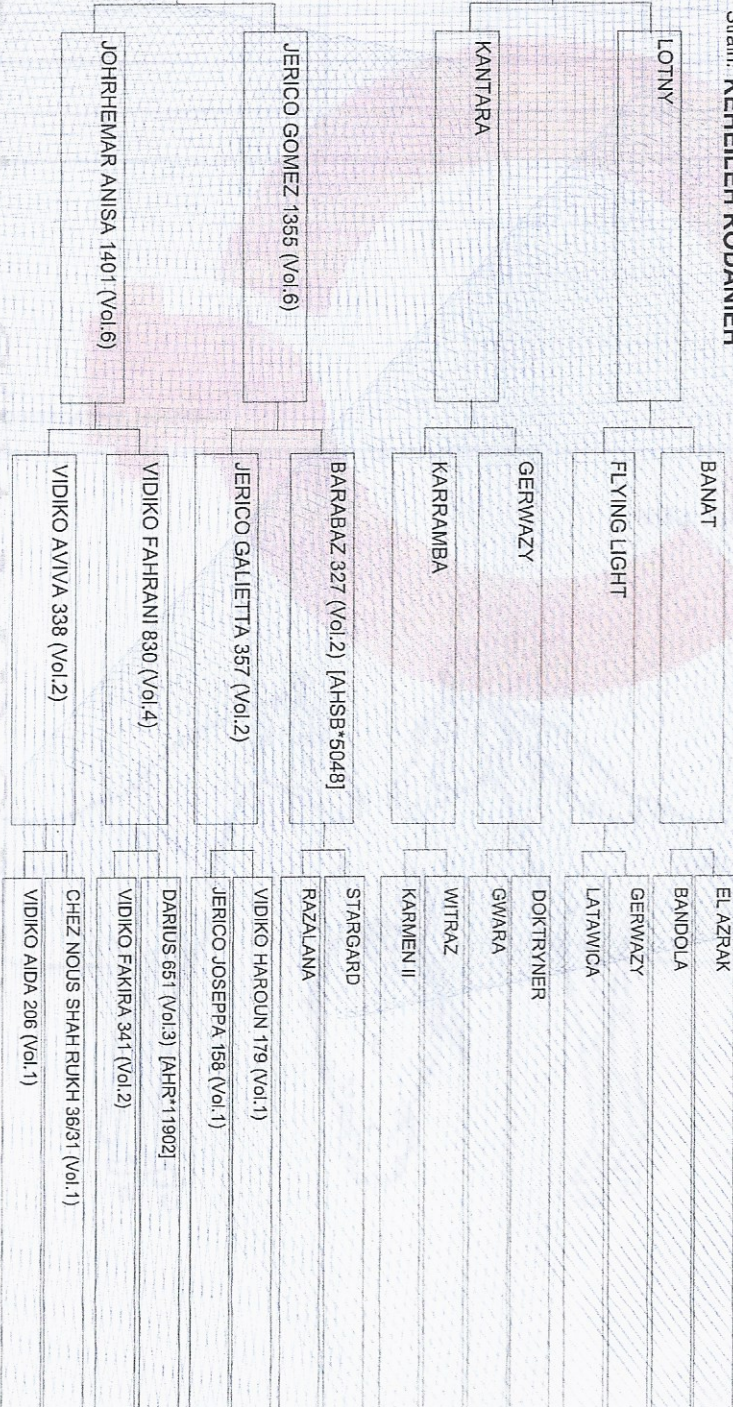 Strain: KEHEILEH RODANIEH
LOTNY
KANTARA
JERICO GOMEZ 1355 (Vol.6)
JOHRHEMAR ANISA 1401 (Vol.6)
BANAT
FLYING LIGHT
GERWAZY
KARRAMBA
BARABAZ 327 (Vol.2) [AHSB*5048]
JERICO GALIETTA 357 (Vol.2)
VIDIKO FAHRANI 830 (Vol.4)
VIDIKO AVIVA 338 (Vol.2)
EL AZRAK
BANDOLA
GERWAZY
LATAWICA
DOKTRYNER
GWARA
WITRAZ
KARMEN II
STARGARD
RAZALANA
VIDIKO HAROUN 179 (Vol.1)
JERICO JOSEPPA 158 (Vol.1)
DARIUS 651 (Vol.3) [AHR*11902]
VIDIKO FAKIRA 341 (Vol.2)
CHEZ NOUS SHAH RUKH 36/31 (Vol.1)
VIDIKO AIDA 206 (Vol.1)